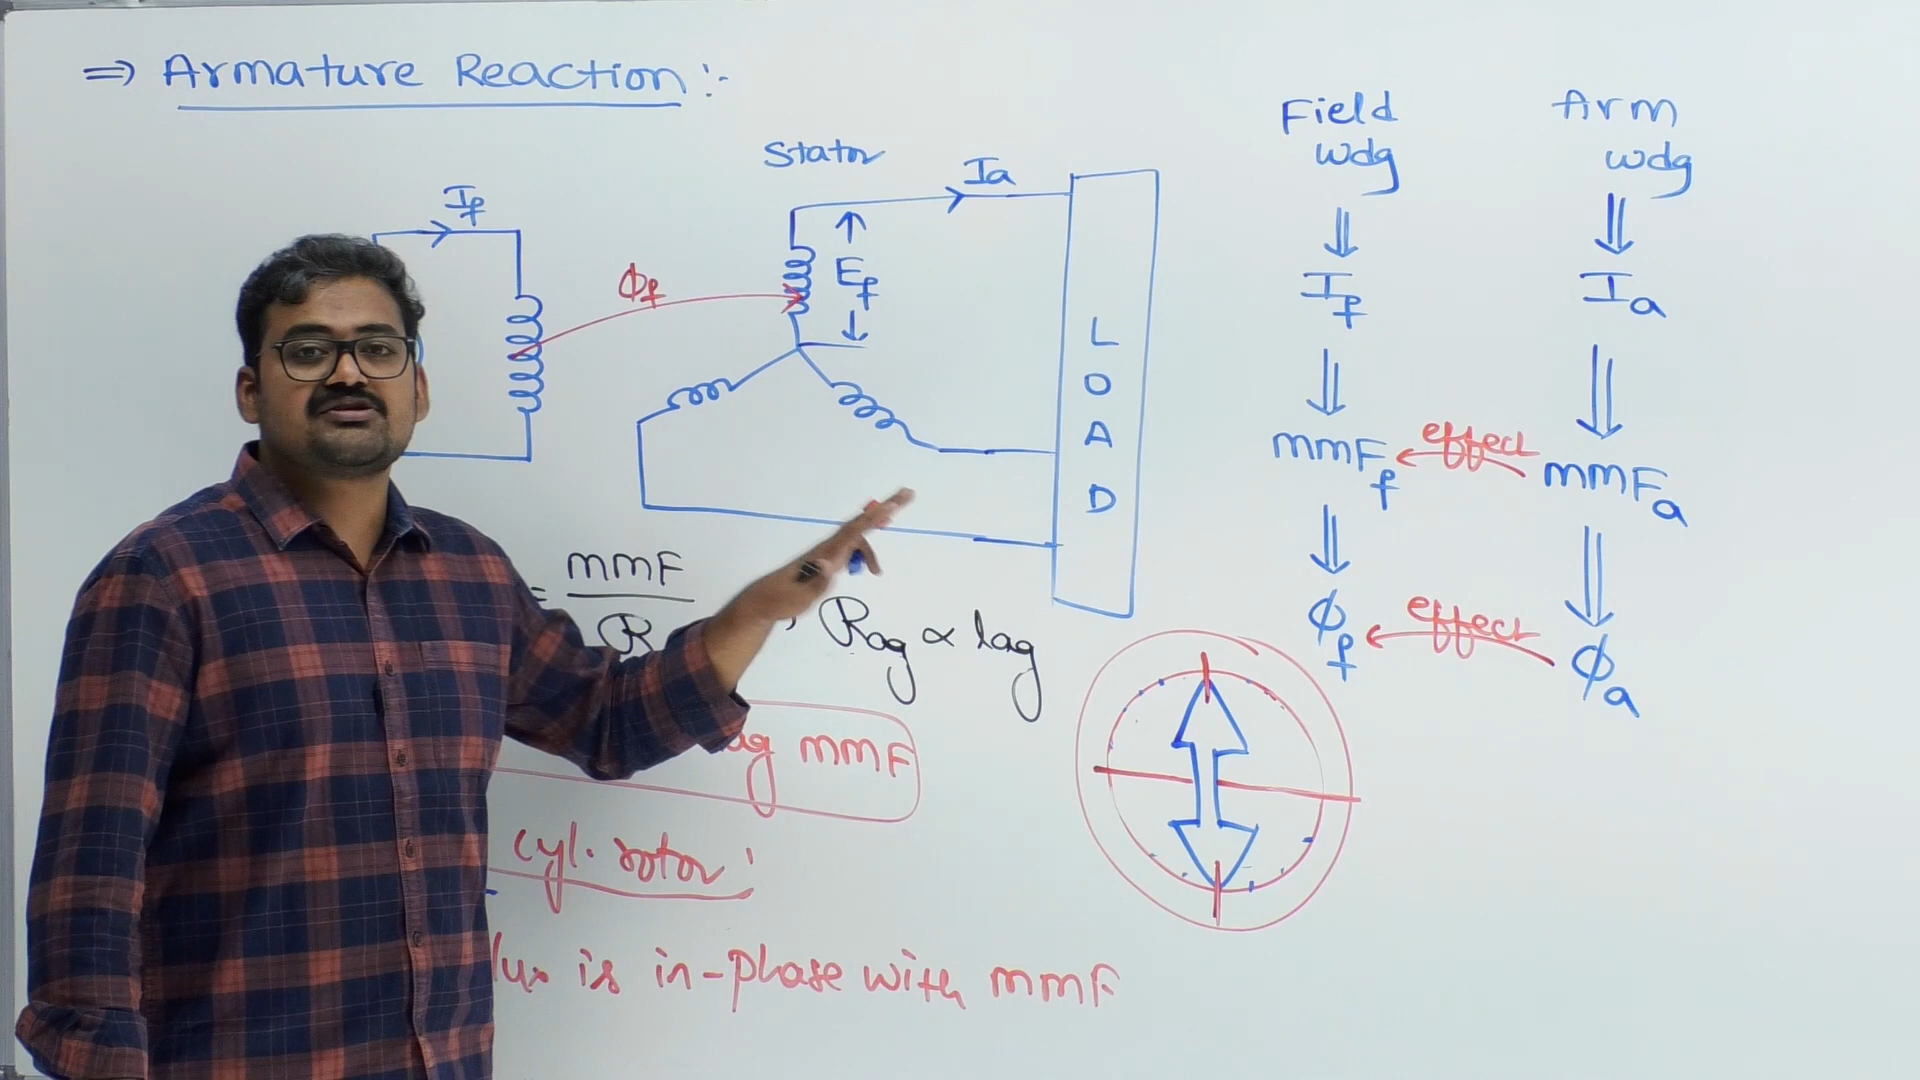 ⇒ Armature Reaction :-
Field
wdg
Arm
wdg
Stator
Ia
If
Φf
Ef
LOAD
If
Ia
mmFf
effect
mmFa
Φf
effect
Φa
= mmF
R
, Rag ∝ lag
mmF
cyl. rotor :
is in-phase with mmF